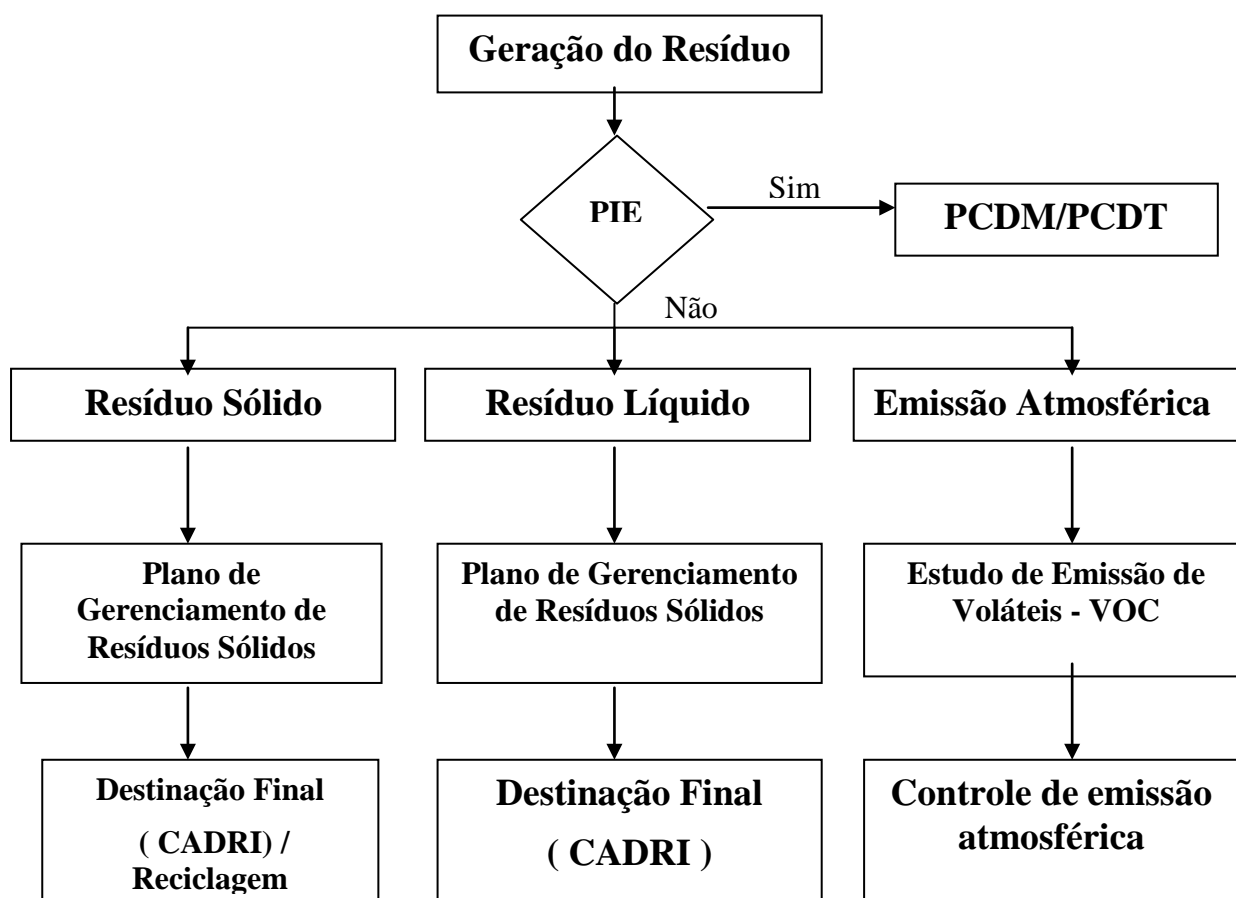 Geração do Resíduo
PIE
Sim
PCDM/PCDT
Não
Resíduo Sólido
Resíduo Líquido
Emissão Atmosférica
Plano de
Gerenciamento de
Resíduos Sólidos
Plano de Gerenciamento
de Resíduos Sólidos
Estudo de Emissão de
Voláteis - VOC
Destinação Final
( CADRI) /
Reciclagem
Destinação Final
( CADRI )
Controle de emissão
atmosférica